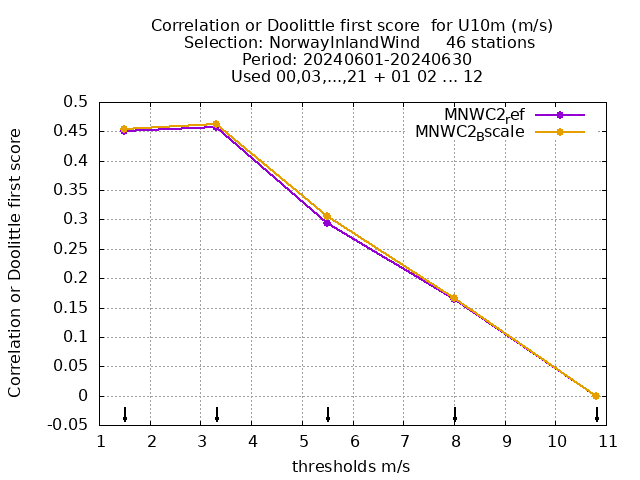 Correlation or Doolittle first score  for U10m (m/s)
Selection: NorwayInlandWind     46 stations
Period: 20240601-20240630
Used 00,03,...,21 + 01 02 ... 12
MNWC2_ref
MNWC2_Bscale
Correlation or Doolittle first score
0.5
0.45
0.4
0.35
0.3
0.25
0.2
0.15
0.1
0.05
0
-0.05
1 2 3 4 5 6 7 8 9 10 11
thresholds m/s